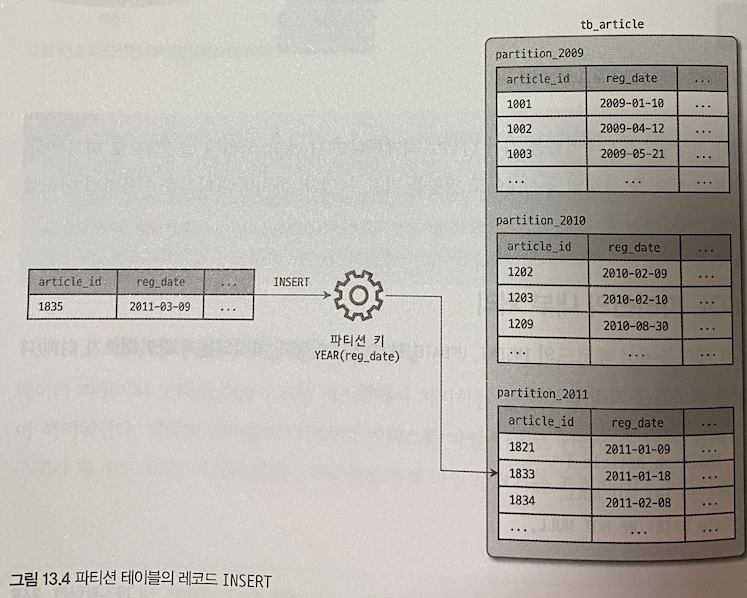 tb_article
partition_2009
article_id reg_date ...
1001 2009-01-10 ...
1002 2009-04-12 ...
1003 2009-05-21 ...
... ... ...
partition_2010
article_id reg_date ...
1202 2010-02-09 ...
1203 2010-02-10 ...
1209 2010-08-30 ...
... ... ...
article_id reg_date ...
1835 2011-03-09 ...
INSERT
파티션 키
YEAR(reg_date)
partition_2011
article_id reg_date ...
1821 2011-01-09 ...
1833 2011-01-18 ...
1834 2011-02-08 ...
... ... ...
그림 13.4 파티션 테이블의 레코드 INSERT